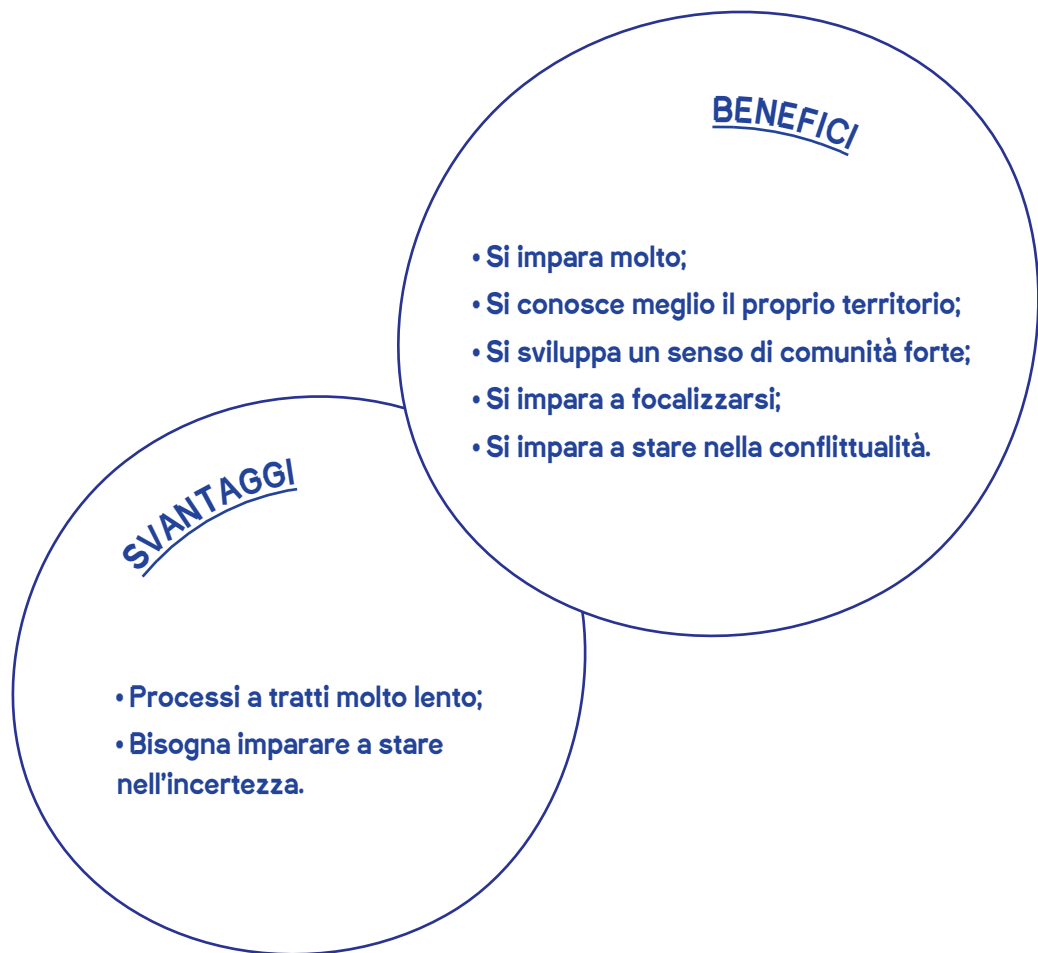 BENEFICI
• Si impara molto;
• Si conosce meglio il proprio territorio;
• Si sviluppa un senso di comunità forte;
• Si impara a focalizzarsi;
• Si impara a stare nella conflittualità.
SVANTAGGI
• Processi a tratti molto lento;
• Bisogna imparare a stare
nell'incertezza.